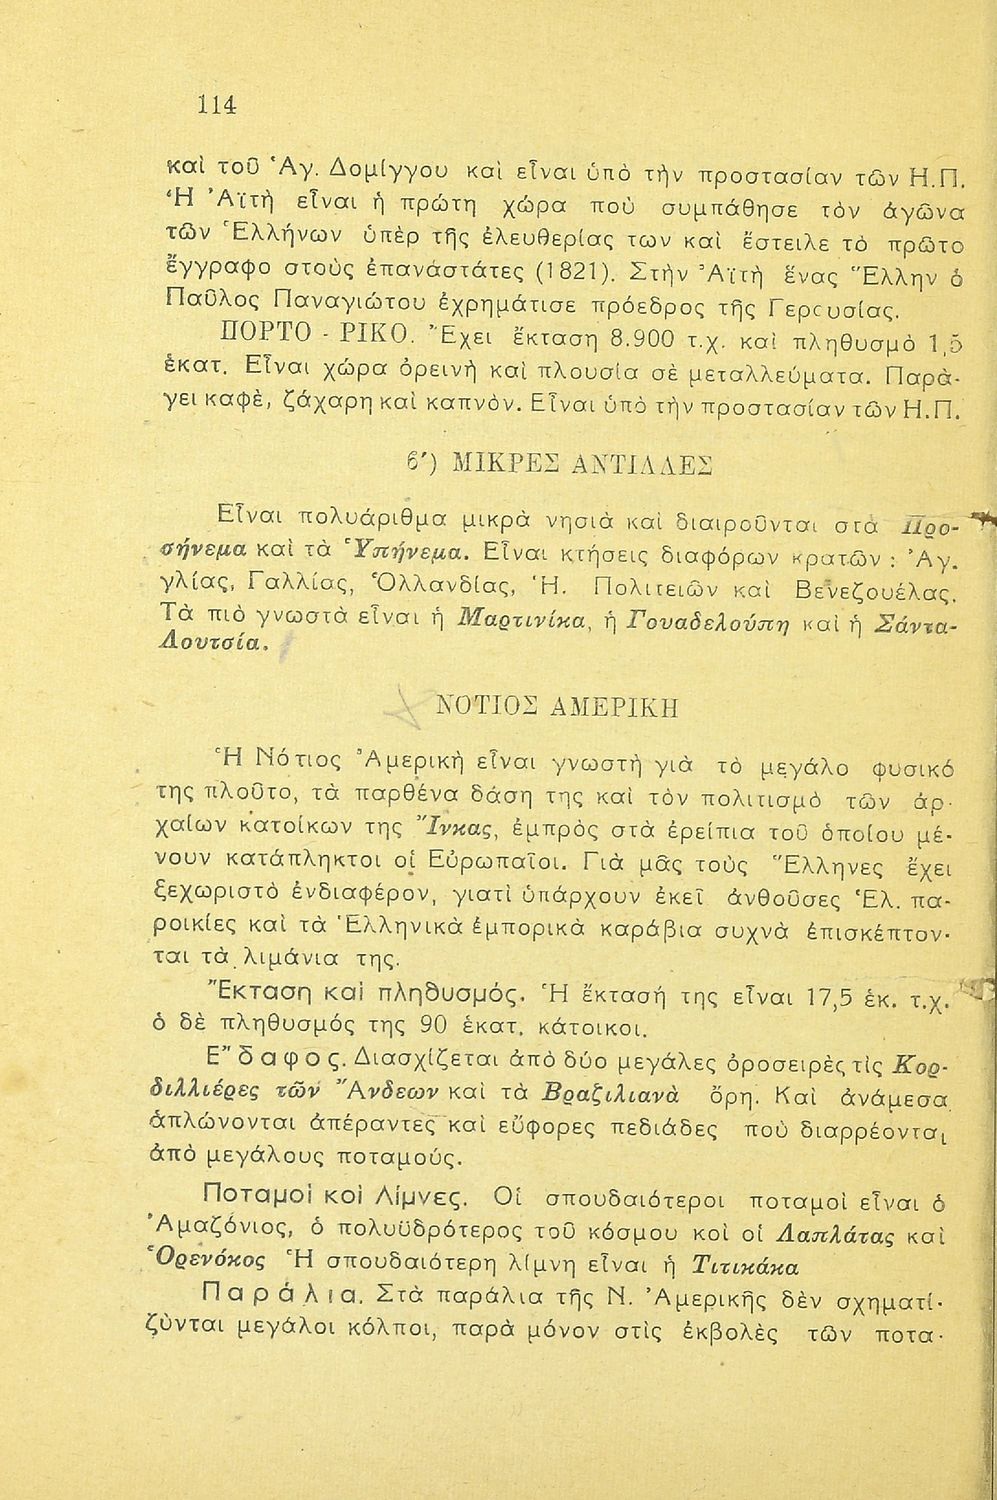 114
καὶ τοῦ Ἁγ. Δομίγγου καὶ εἶναι ὑπὸ τὴν προστασίαν τῶν Η.Π.
Ἡ Ἀϊτὴ εἶναι ἡ πρώτη χώρα ποὺ συμπάθησε τὸν ἀγῶνα
τῶν Ἑλλήνων ὑπὲρ τῆς ἐλευθερίας των καὶ ἔστειλε τὸ πρῶτο
ἔγγραφο στοὺς ἐπανάστάτες (1821). Στὴν Ἀϊτὴ ἕνας Ἕλλην ὁ
Παῦλος Παναγιώτου ἐχρημάτισε πρόεδρος τῆς Γερουσίας.
ΠΟΡΤΟ - ΡΙΚΟ. Ἔχει ἔκταση 8.900 τ.χ. καὶ πληθυσμὸ 1,5
ἑκατ. Εἶναι χώρα ὀρεινὴ καὶ πλουσία σὲ μεταλλεύματα. Παρά-
γει καφὲ, ζάχαρη καὶ καπνὸν. Εἶναι ὑπὸ τὴν προστασίαν τῶν Η.Π.
6') ΜΙΚΡΕΣ ΑΝΤΙΛΛΕΣ
Εἶναι πολυάριθμα μικρὰ νησιὰ καὶ διαιροῦνται στὰ Προ-
σήνεμα καὶ τὰ Ὑπήνεμα. Εἶναι κτήσεις διαφόρων κρατῶν : Ἀγ.
γλίας, Γαλλίας, Ὁλλανδίας, Ἡ. Πολιτειῶν καὶ Βενεζουέλας.
Τὰ πιὸ γνωστὰ εἶναι ἡ Μαρτινίκα, ἡ Γουαδελούπη καὶ ἡ Σάντα-
Λουτσία.
ΝΟΤΙΟΣ ΑΜΕΡΙΚΗ
Ἡ Νότιος Ἀμερικὴ εἶναι γνωστὴ γιὰ τὸ μεγάλο φυσικό
της πλοῦτο, τὰ παρθένα δάση της καὶ τὸν πολιτισμὸ τῶν ἀρ-
χαίων κατοίκων της Ἴνκας, ἐμπρὸς στὰ ἐρείπια τοῦ ὁποίου μέ-
νουν κατάπληκτοι οἱ Εὐρωπαῖοι. Γιὰ μᾶς τοὺς Ἕλληνες ἔχει
ξεχωριστὸ ἐνδιαφέρον, γιατὶ ὑπάρχουν ἐκεῖ ἀνθοῦσες Ἑλ. πα-
ροικίες καὶ τὰ Ἑλληνικὰ ἐμπορικὰ καράβια συχνὰ ἐπισκέπτον-
ται τὰ λιμάνια της.
Ἔκταση καὶ πληθυσμός. Ἡ ἔκτασή της εἶναι 17,5 ἑκ. τ.χ.
ὁ δὲ πληθυσμός της 90 ἑκατ. κάτοικοι.
Ε῎δαφος. Διασχίζεται ἀπὸ δύο μεγάλες ὀροσειρὲς τὶς Κορ-
διλλιέρες τῶν Ἄνδεων καὶ τὰ Βραζιλιανὰ ὄρη. Καὶ ἀνάμεσα
ἁπλώνονται ἀπέραντες καὶ εὔφορες πεδιάδες ποὺ διαρρέονται
ἀπὸ μεγάλους ποταμούς.
Ποταμοὶ κοὶ Λίμνες. Οἱ σπουδαιότεροι ποταμοὶ εἶναι ὁ
Ἀμαζόνιος, ὁ πολυϋδρότερος τοῦ κόσμου κοὶ οἱ Λαπλάτας καὶ
Ὁρενόκος Ἡ σπουδαιότερη λίμνη εἶναι ἡ Τιτικάκα
Παράλια. Στὰ παράλια τῆς Ν. Ἀμερικῆς δὲν σχηματί-
ζὸνται μεγάλοι κόλποι, παρὰ μόνον στὶς ἐκβολὲς τῶν ποτα-